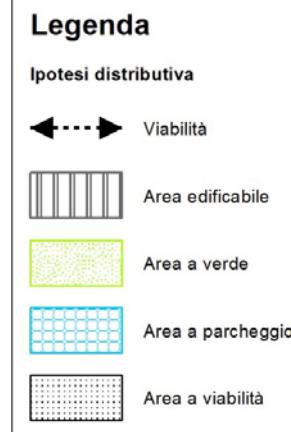 Legenda
Ipotesi distributiva
Viabilità
Area edificabile
Area a verde
Area a parcheggio
Area a viabilità